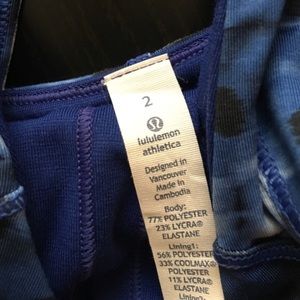 2
lululemon
athletica
Designed in
Vancouver
Made in
Cambodia
Body:
77% POLYESTER
23% LYCRA®
ELASTANE
Lining1:
56% POLYESTER
33% COOLMAX®
POLYESTER
11% LYCRA®
ELASTANE